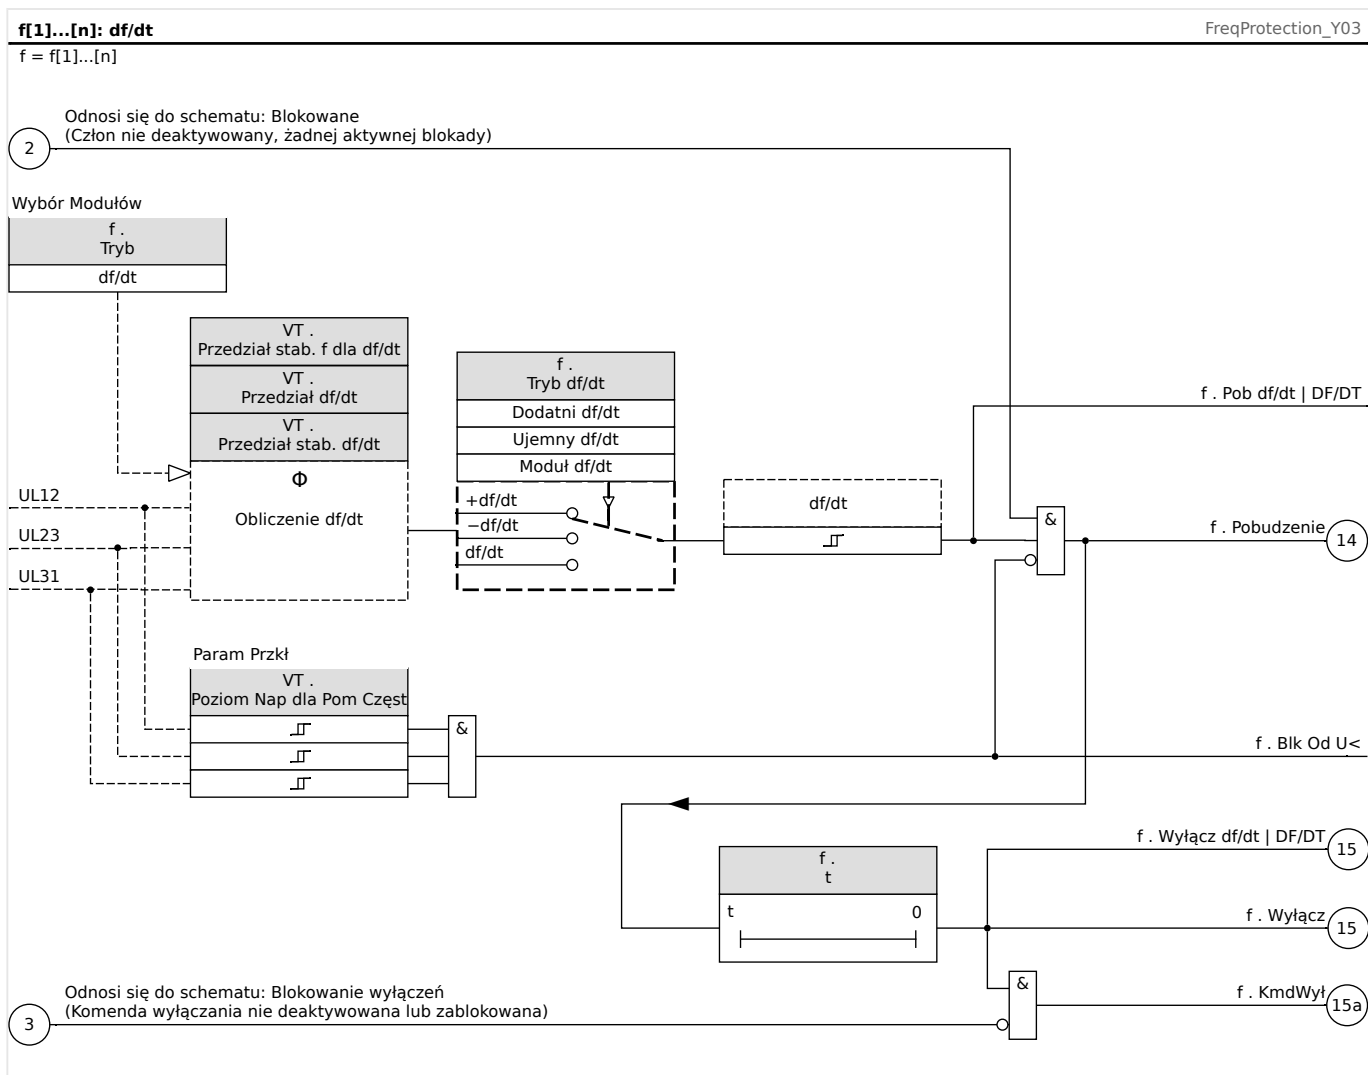 f[1]...[n]: df/dt
FreqProtection_Y03
f = f[1]...[n]
Odnosi się do schematu: Blokowane
(Człon nie deaktywowany, żadnej aktywnej blokady)
2
Wybór Modułów
f .
Tryb
df/dt
VT .
Przedział stab. f dla df/dt
VT .
Przedział df/dt
VT .
Przedział stab. df/dt
Φ
Obliczenie df/dt
f .
Tryb df/dt
Dodatni df/dt
Ujemny df/dt
Moduł df/dt
+df/dt
−df/dt
df/dt
df/dt
f . Pob df/dt | DF/DT
UL12
UL23
UL31
&
f . Pobudzenie
14
Param Przkł
VT .
Poziom Nap dla Pom Częst
&
f . Blk Od U<
f .
t
t
0
f . Wyłącz df/dt | DF/DT
15
f . Wyłącz
15
Odnosi się do schematu: Blokowanie wyłączeń
(Komenda wyłączania nie deaktywowana lub zablokowana)
3
&
f . KmdWył
15a